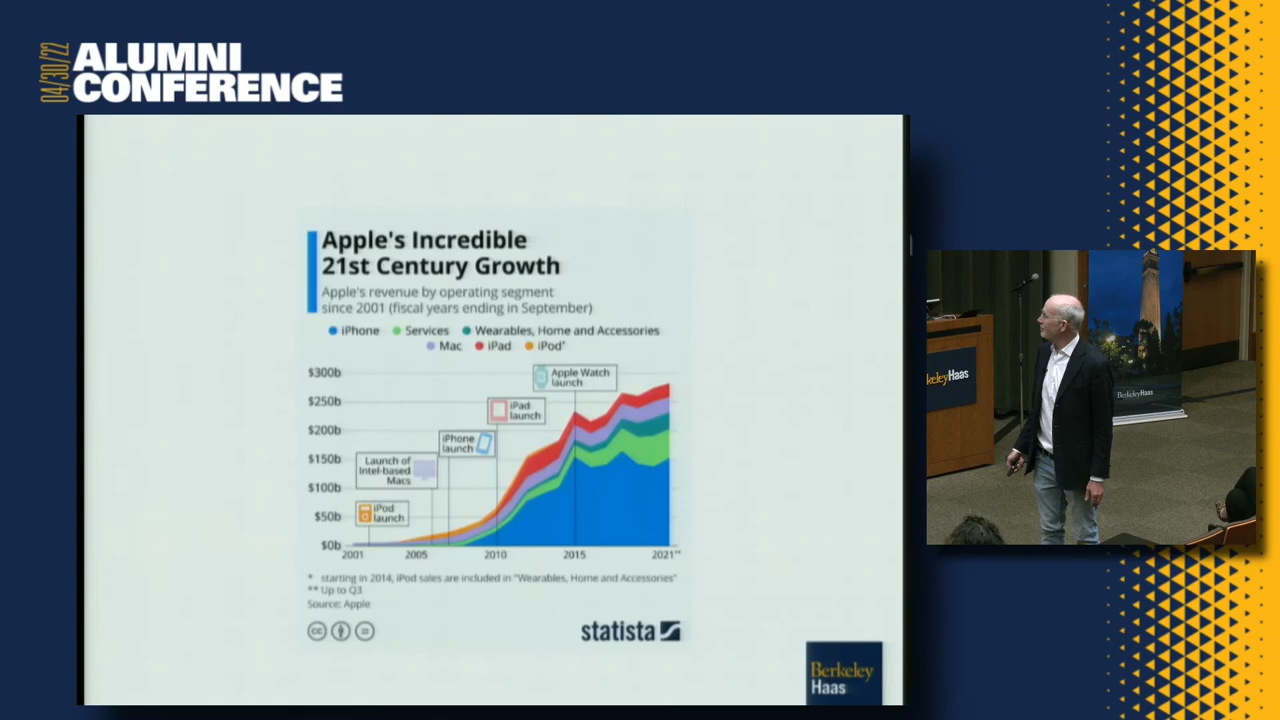 04/30/22
ALUMNI
CONFERENCE
Apple's Incredible
21st Century Growth
Apple's revenue by operating segment
since 2001 (fiscal years ending in September)
iPhone Services Wearables, Home and Accessories
Mac iPad iPod*
$300b
$250b
$200b
$150b
$100b
$50b
$0b
Apple Watch
launch
iPad
launch
iPhone
launch
Launch of
Intel-based
Macs
iPod
launch
2001 2005 2010 2015 2021**
* starting in 2014, iPod sales are included in "Wearables, Home and Accessories"
** Up to Q3
Source: Apple
cc
statista
Berkeley
Haas
keleyHaas
BerkeleyHaas